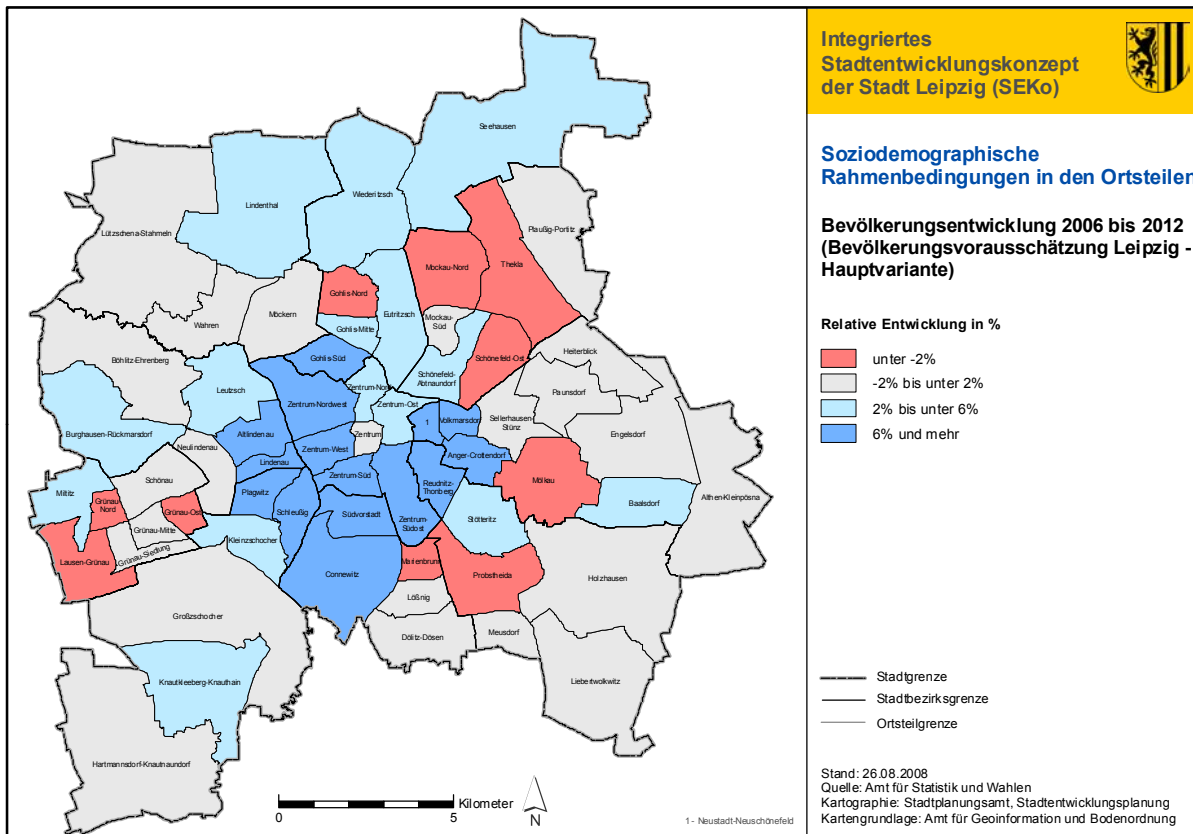 Integriertes
Stadtentwicklungskonzept
der Stadt Leipzig (SEKo)
Soziodemographische
Rahmenbedingungen in den Ortsteilen
Bevölkerungsentwicklung 2006 bis 2012
(Bevölkerungsvorausschätzung Leipzig -
Hauptvariante)
Relative Entwicklung in %
unter -2%
-2% bis unter 2%
2% bis unter 6%
6% und mehr
Stadtgrenze
Stadtbezirksgrenze
Ortsteilgrenze
Stand: 26.08.2008
Quelle: Amt für Statistik und Wahlen
Kartographie: Stadtplanungsamt, Stadtentwicklungsplanung
Kartengrundlage: Amt für Geoinformation und Bodenordnung
Seehausen
Wiederitzsch
Lindenthal
Lützschena-Stahmeln
Plaußig-Portitz
Thekla
Mockau-Nord
Gohlis-Nord
Eutritzsch
Möckern
Wahren
Mockau-
Süd
Gohlis-Mitte
Böhlitz-Ehrenberg
Gohlis-Süd
Schönefeld-Ost
Heiterblick
Schönefeld-
Abtnaundorf
Leutzsch
Zentrum-Nord
Paunsdorf
Zentrum-Nordwest
Zentrum-Ost
Sellerhausen-
Stünz
1
Volkmarsdorf
Burghausen-Rückmarsdorf
Altlindenau
Zentrum
Engelsdorf
Neulindenau
Zentrum-West
Anger-Crottendorf
Lindenau
Schönau
Zentrum-Süd
Mölkau
Miltitz
Plagwitz
Reudnitz-
Thonberg
Grünau-
Nord
Grünau-Ost
Schleußig
Südvorstadt
Zentrum-
Südost
Baalsdorf
Althen-Kleinpösna
Grünau-Mitte
Stötteritz
Kleinzschocher
Grünau-Siedlung
Lausen-Grünau
Marienbrunn
Connewitz
Probstheida
Holzhausen
Lößnig
Großzschocher
Meusdorf
Dölitz-Dösen
Knautkleeberg-Knauthain
Liebertwolkwitz
Hartmannsdorf-Knautnaundorf
Kilometer
0
5
N
1 - Neustadt-Neuschönefeld